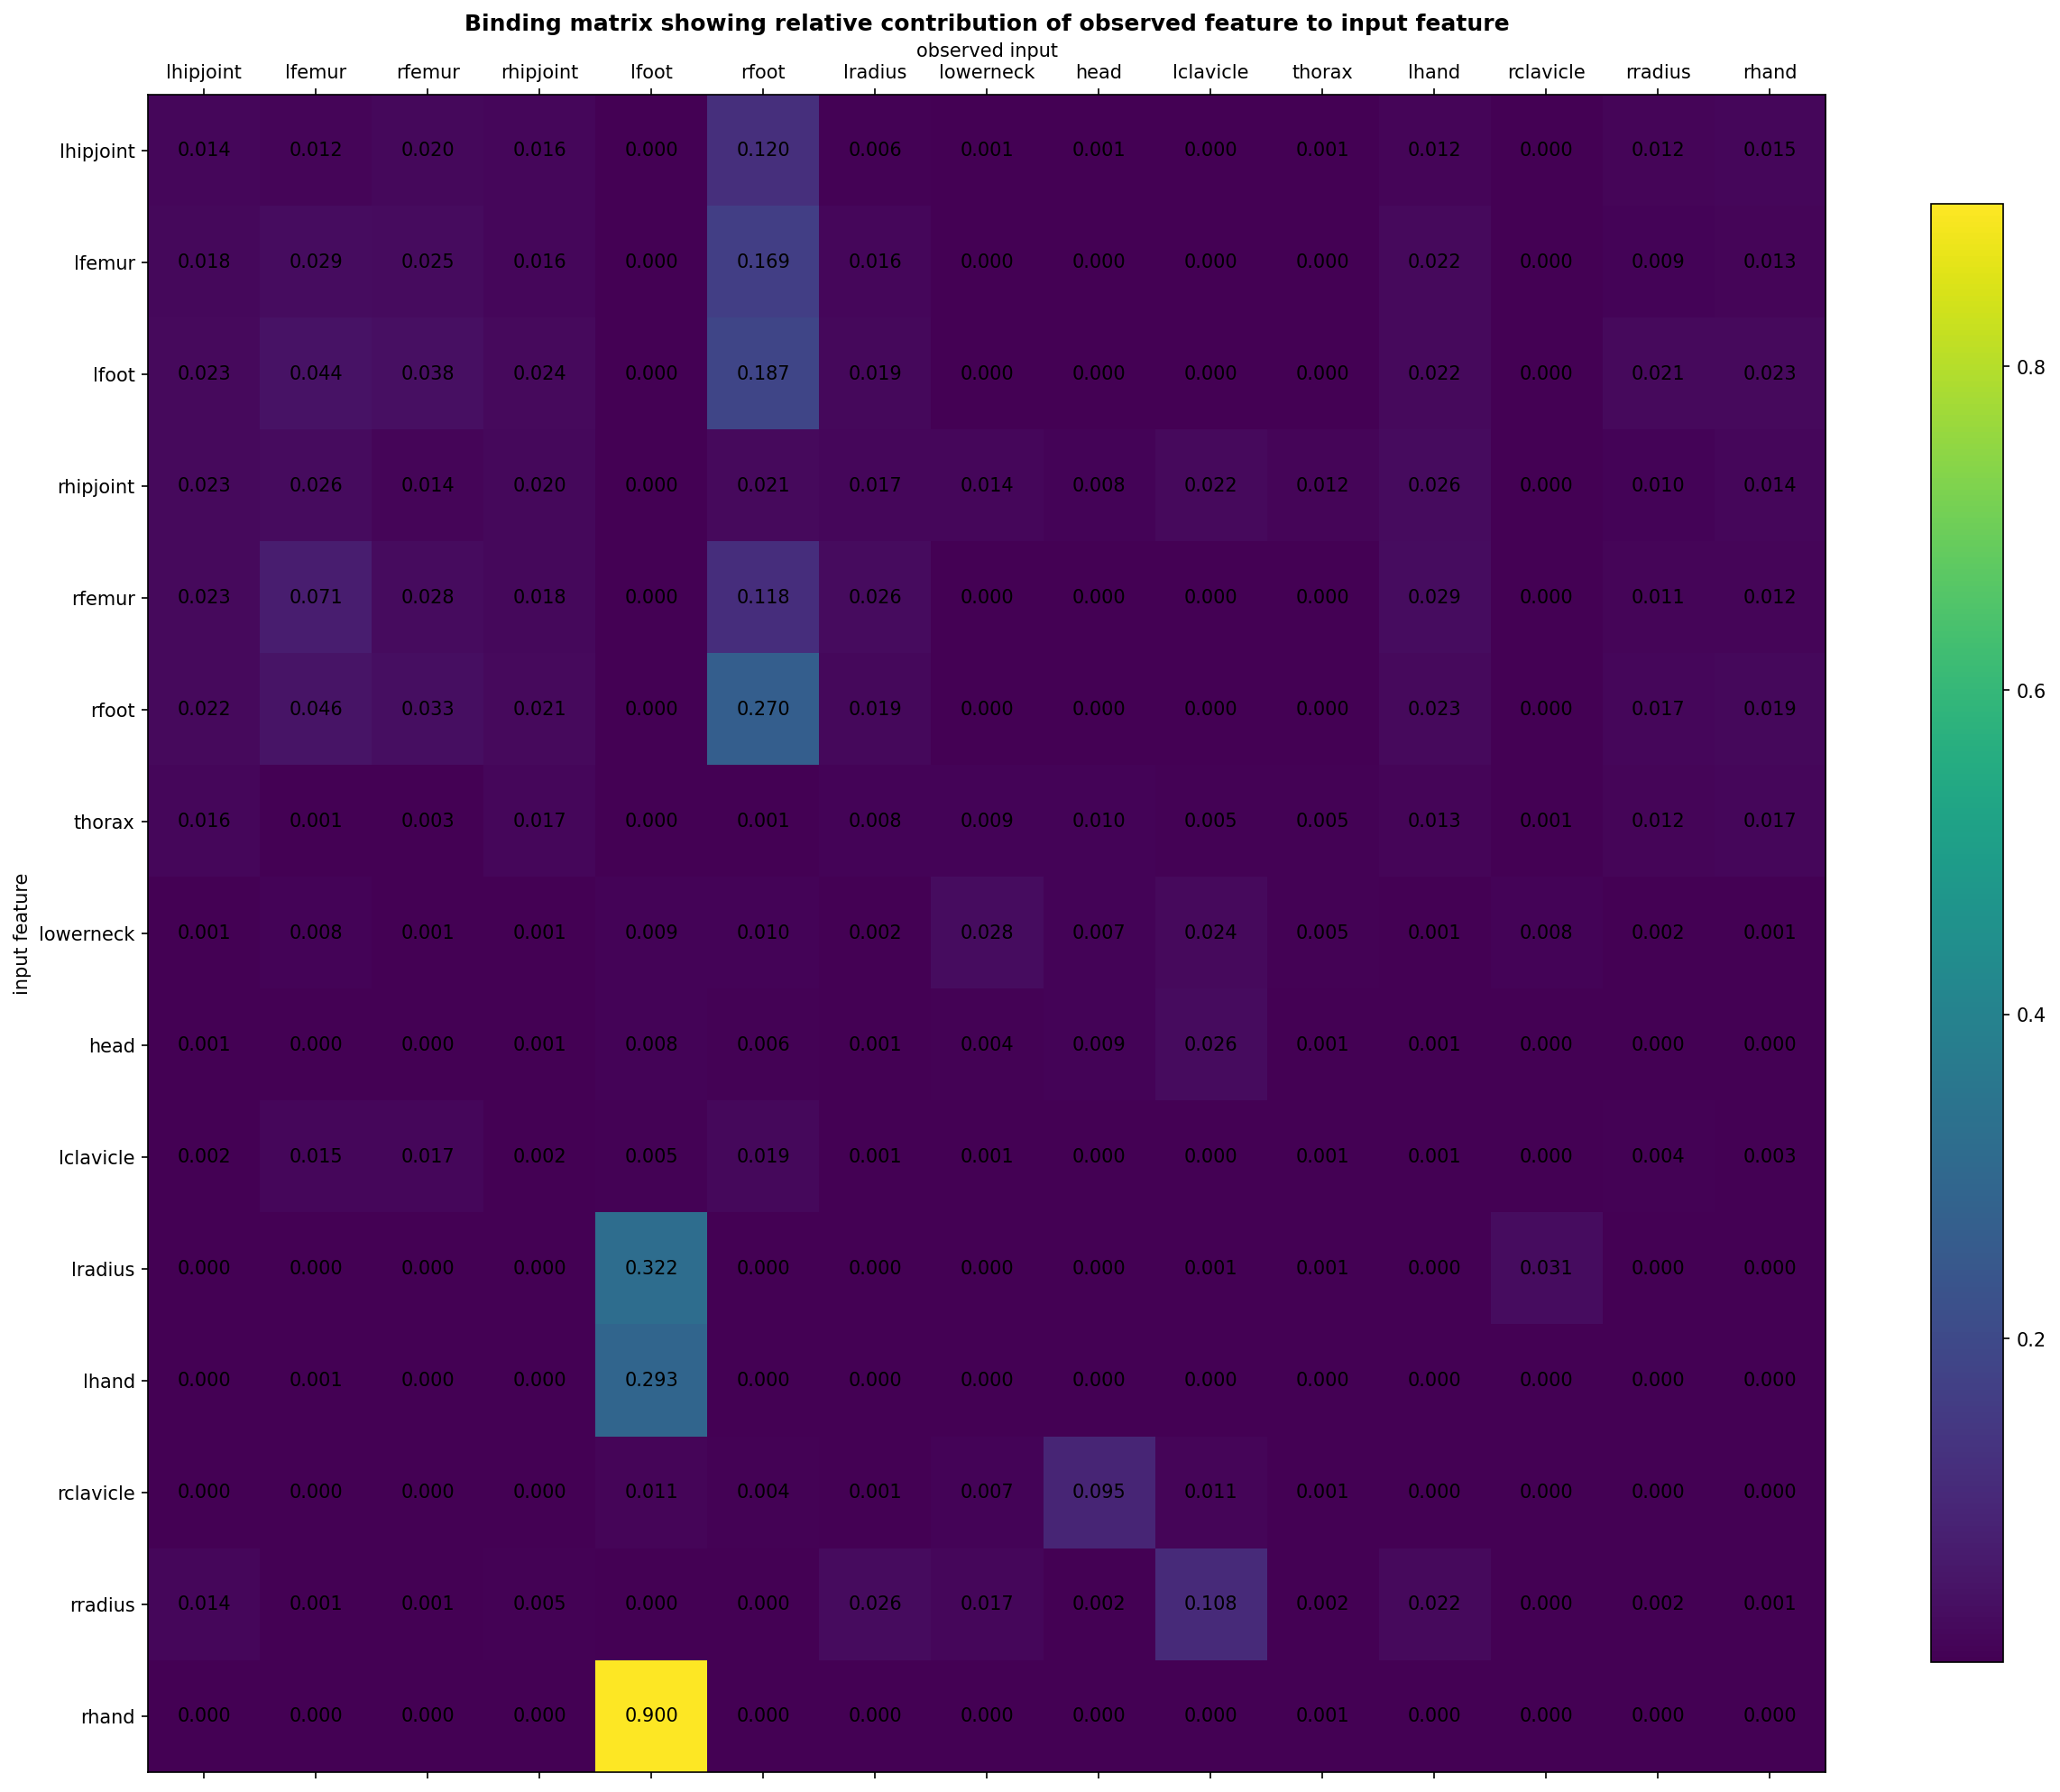 Binding matrix showing relative contribution of observed feature to input feature
observed input
lhipjoint lfemur rfemur rhipjoint lfoot rfoot lradius lowerneck head lclavicle thorax lhand rclavicle rradius rhand
lhipjoint 0.014 0.012 0.020 0.016 0.000 0.120 0.006 0.001 0.001 0.000 0.001 0.012 0.000 0.012 0.015
lfemur 0.018 0.029 0.025 0.016 0.000 0.169 0.016 0.000 0.000 0.000 0.000 0.022 0.000 0.009 0.013
lfoot 0.023 0.044 0.038 0.024 0.000 0.187 0.019 0.000 0.000 0.000 0.000 0.022 0.000 0.021 0.023
rhipjoint 0.023 0.026 0.014 0.020 0.000 0.021 0.017 0.014 0.008 0.022 0.012 0.026 0.000 0.010 0.014
rfemur 0.023 0.071 0.028 0.018 0.000 0.118 0.026 0.000 0.000 0.000 0.000 0.029 0.000 0.011 0.012
rfoot 0.022 0.046 0.033 0.021 0.000 0.270 0.019 0.000 0.000 0.000 0.000 0.023 0.000 0.017 0.019
thorax 0.016 0.001 0.003 0.017 0.000 0.001 0.008 0.009 0.010 0.005 0.005 0.013 0.001 0.012 0.017
lowerneck 0.001 0.008 0.001 0.001 0.009 0.010 0.002 0.028 0.007 0.024 0.005 0.001 0.008 0.002 0.001
head 0.001 0.000 0.000 0.001 0.008 0.006 0.001 0.004 0.009 0.026 0.001 0.001 0.000 0.000 0.000
lclavicle 0.002 0.015 0.017 0.002 0.005 0.019 0.001 0.001 0.000 0.000 0.001 0.001 0.000 0.004 0.003
lradius 0.000 0.000 0.000 0.000 0.322 0.000 0.000 0.000 0.000 0.001 0.001 0.000 0.031 0.000 0.000
lhand 0.000 0.001 0.000 0.000 0.293 0.000 0.000 0.000 0.000 0.000 0.000 0.000 0.000 0.000 0.000
rclavicle 0.000 0.000 0.000 0.000 0.011 0.004 0.001 0.007 0.095 0.011 0.001 0.000 0.000 0.000 0.000
rradius 0.014 0.001 0.001 0.005 0.000 0.000 0.026 0.017 0.002 0.108 0.002 0.022 0.000 0.002 0.001
rhand 0.000 0.000 0.000 0.000 0.900 0.000 0.000 0.000 0.000 0.000 0.001 0.000 0.000 0.000 0.000
input feature
0.8
0.6
0.4
0.2